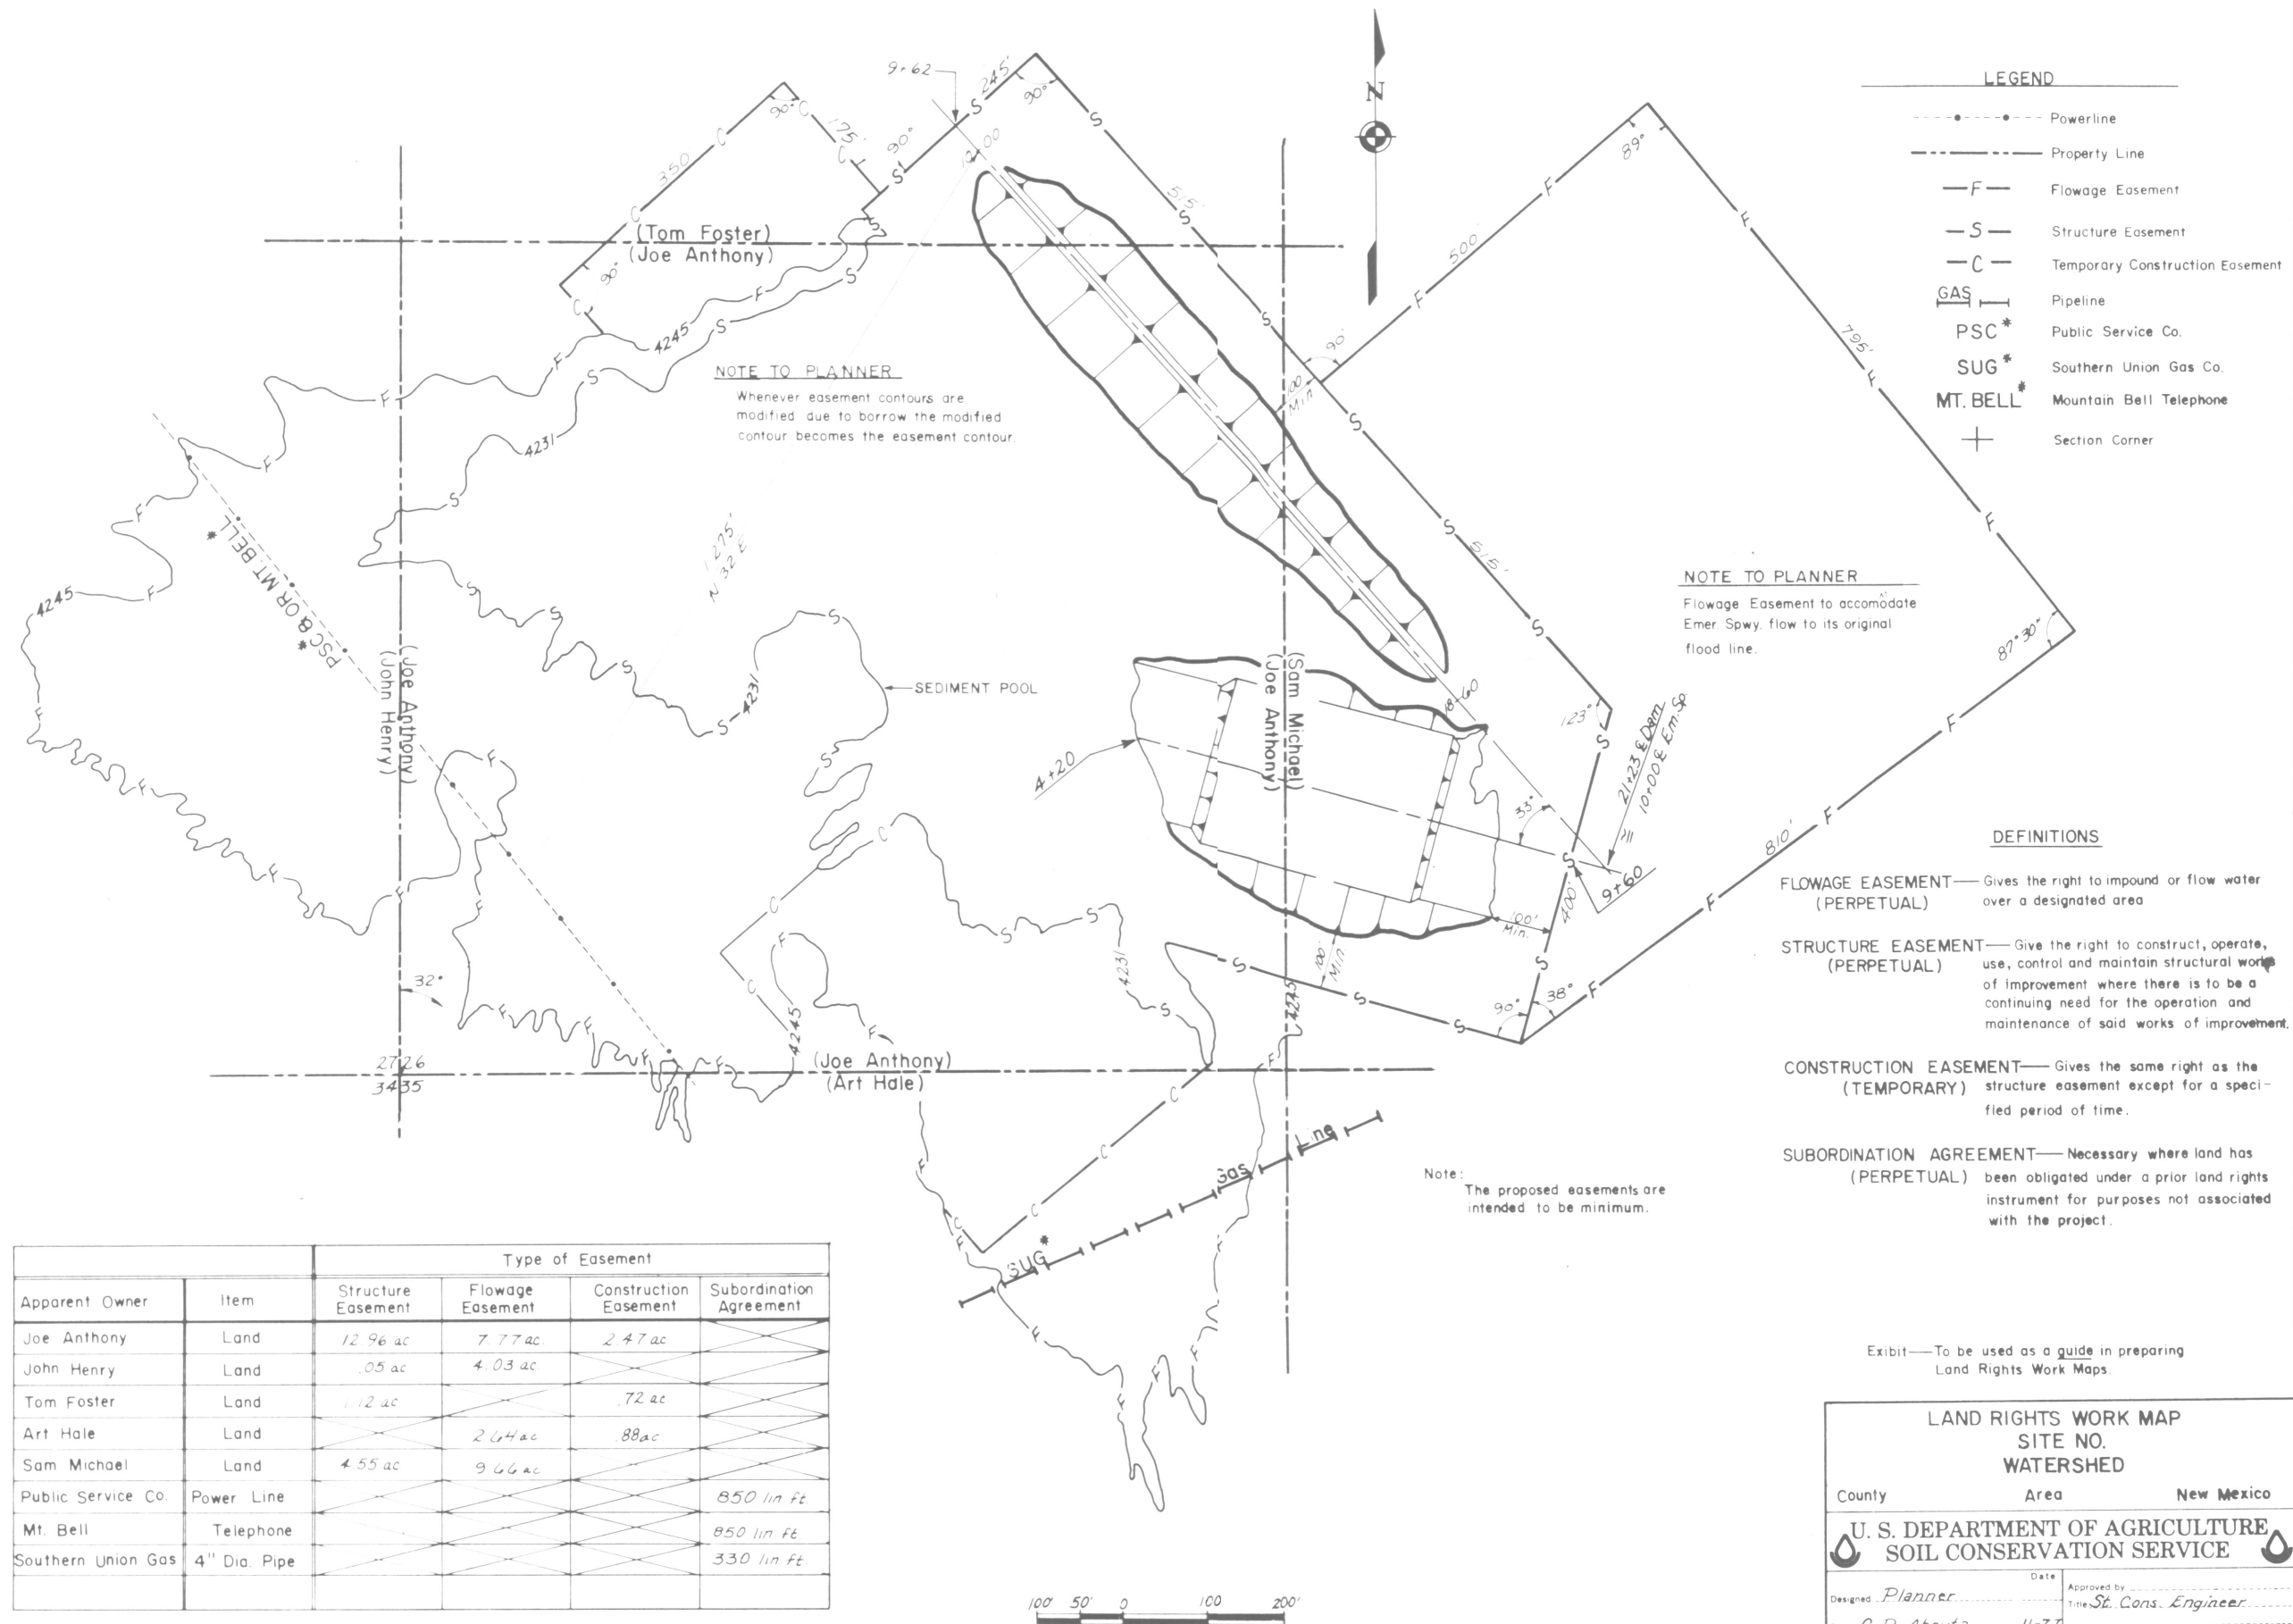 LEGEND
Powerline
Property Line
—F— Flowage Easement
—S— Structure Easement
—C— Temporary Construction Easement
GAS Pipeline
PSC* Public Service Co.
SUG* Southern Union Gas Co.
MT. BELL* Mountain Bell Telephone
Section Corner
N
9+62
245'
90°
90°
10+00
175'
90°
350
90°
(Tom Foster)
(Joe Anthony)
515'
500'
89°
795'
90'
100
Min
515'
4245
4231
NOTE TO PLANNER
Whenever easement contours are
modified due to borrow the modified
contour becomes the easement contour.
NOTE TO PLANNER
Flowage Easement to accomodate
Emer. Spwy. flow to its original
flood line.
87°30'
PSC* & OR MT. BELL*
4245
N 32 E
(Joe Anthony)
(John Henry)
4231
SEDIMENT POOL
(Sam Michael)
(Joe Anthony)
18+60
123°
21+23 ℄ Dam
10+00 ℄ Em. Sp.
4+20
33°
9+60
400'
810'
100'
Min.
100'
Min
90°
38°
32°
4231
4245
4245
27 26
34 35
(Joe Anthony)
(Art Hale)
SUG* Gas Line
Note:
The proposed easements are
intended to be minimum.
DEFINITIONS
FLOWAGE EASEMENT — Gives the right to impound or flow water
(PERPETUAL) over a designated area
STRUCTURE EASEMENT — Give the right to construct, operate,
(PERPETUAL) use, control and maintain structural works
of improvement where there is to be a
continuing need for the operation and
maintenance of said works of improvement.
CONSTRUCTION EASEMENT — Gives the same right as the
(TEMPORARY) structure easement except for a speci-
fied period of time.
SUBORDINATION AGREEMENT — Necessary where land has
(PERPETUAL) been obligated under a prior land rights
instrument for purposes not associated
with the project.
Type of Easement
Apparent Owner Item Structure Easement Flowage Easement Construction Easement Subordination Agreement
Joe Anthony Land 12.96 ac 7.77 ac. 2.47 ac
John Henry Land .05 ac 4.03 ac
Tom Foster Land 1.12 ac .72 ac
Art Hale Land 2.64 ac .88 ac
Sam Michael Land 4.55 ac 9.66 ac
Public Service Co. Power Line 850 lin ft.
Mt. Bell Telephone 850 lin ft.
Southern Union Gas 4" Dia. Pipe 330 lin ft
100' 50' 0 100 200'
Exibit — To be used as a guide in preparing
Land Rights Work Maps.
LAND RIGHTS WORK MAP
SITE NO.
WATERSHED
County Area New Mexico
U. S. DEPARTMENT OF AGRICULTURE
SOIL CONSERVATION SERVICE
Date
Designed Planner
Approved by
Title St. Cons. Engineer